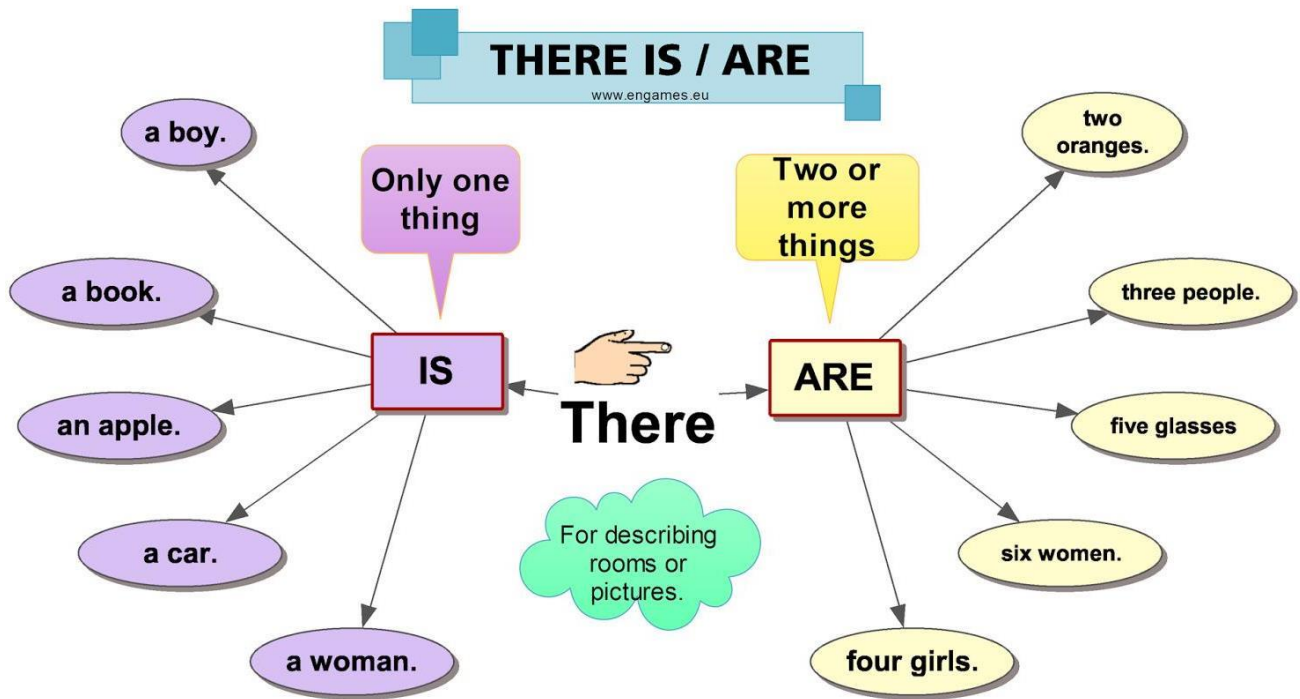 THERE IS / ARE
www.engames.eu
Only one
thing
Two or
more
things
IS
There
ARE
a boy.
a book.
an apple.
a car.
a woman.
two
oranges.
three people.
five glasses
six women.
four girls.
For describing
rooms or
pictures.